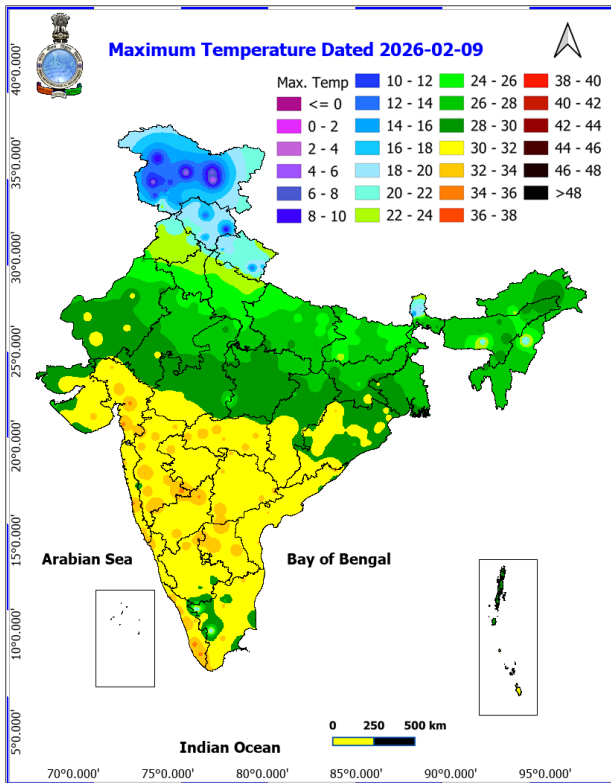 Maximum Temperature Dated 2026-02-09
Max. Temp
<= 0
0 - 2
2 - 4
4 - 6
6 - 8
8 - 10
10 - 12
12 - 14
14 - 16
16 - 18
18 - 20
20 - 22
22 - 24
24 - 26
26 - 28
28 - 30
30 - 32
32 - 34
34 - 36
36 - 38
38 - 40
40 - 42
42 - 44
44 - 46
46 - 48
>48
40°0.000'
35°0.000'
30°0.000'
25°0.000'
20°0.000'
15°0.000'
10°0.000'
5°0.000'
Arabian Sea
Bay of Bengal
0 250 500 km
Indian Ocean
70°0.000' 75°0.000' 80°0.000' 85°0.000' 90°0.000' 95°0.000'